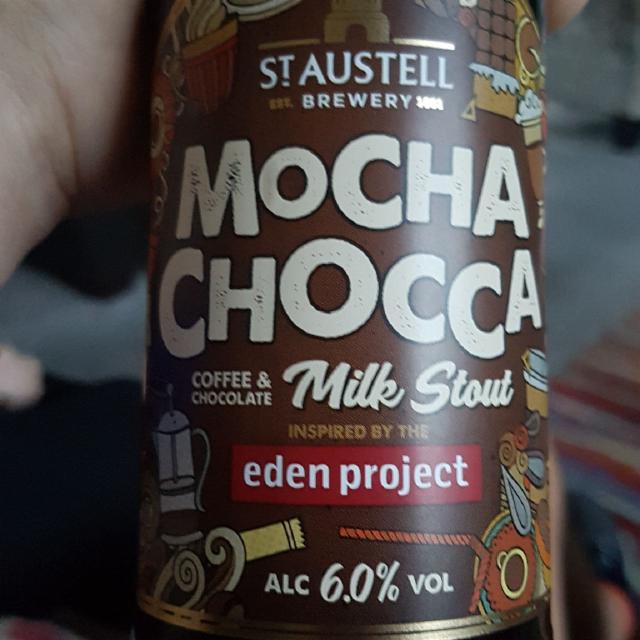 ST AUSTELL
EST. BREWERY 1851
MOCHA
CHOCCA
COFFEE &
CHOCOLATE
Milk Stout
INSPIRED BY THE
eden project
ALC 6.0% VOL